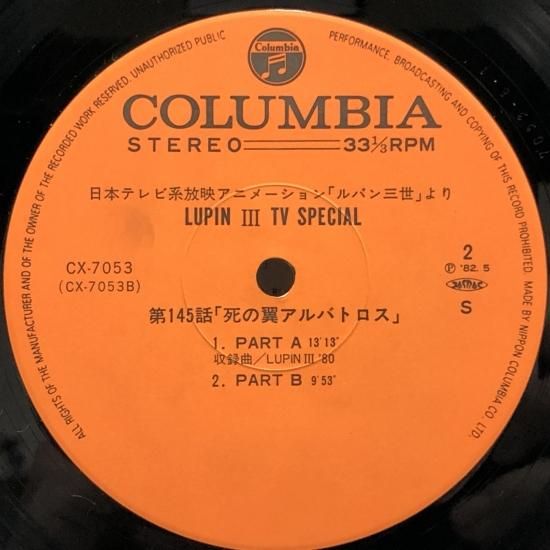 Columbia
COLUMBIA
STEREO 33 1/3 RPM
日本テレビ系放映アニメーション「ルパン三世」より
LUPIN III TV SPECIAL
CX-7053
(CX-7053B)
2
Ⓟ '82. 5
S
第145話「死の翼アルバトロス」
1. PART A 13'13"
収録曲/LUPIN III '80
2. PART B 9'53"
ALL RIGHTS OF THE MANUFACTURER AND OF THE OWNER OF THE RECORDED WORK RESERVED. UNAUTHORIZED PUBLIC PERFORMANCE, BROADCASTING AND COPYING OF THIS RECORD PROHIBITED. MADE BY NIPPON COLUMBIA CO. LTD.